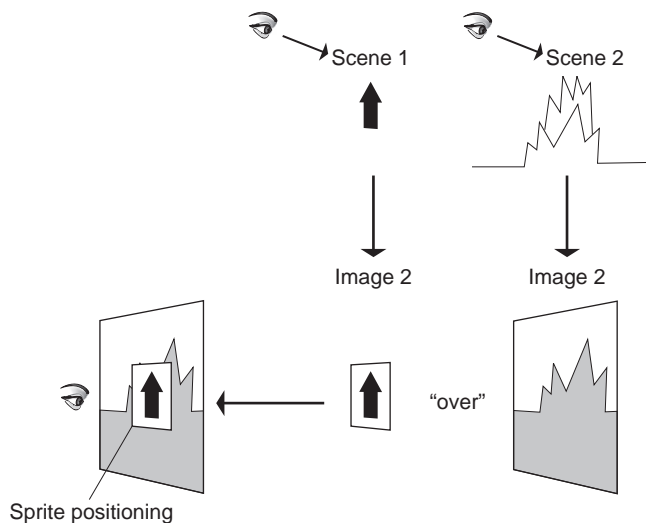 Scene 1
Scene 2
Image 2
Image 2
“over”
Sprite positioning